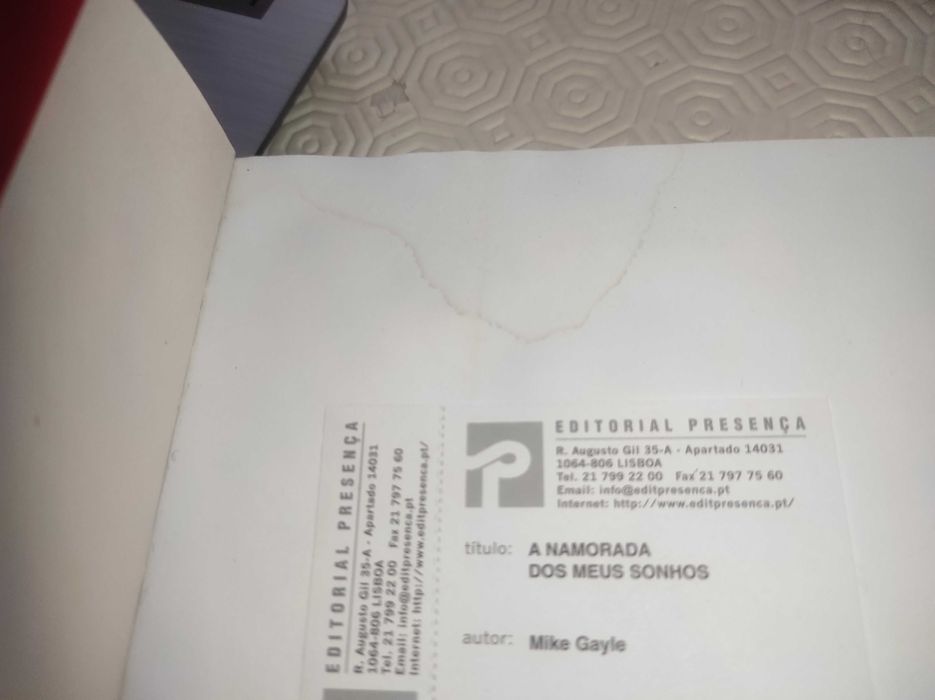 EDITORIAL PRESENÇA
R. Augusto Gil 35-A - Apartado 14031
1064-806 LISBOA
Tel. 21 799 22 00 Fax 21 797 75 60
Email: info@editpresenca.pt
Internet: http://www.editpresenca.pt/
EDITORIAL PRESENÇA
R. Augusto Gil 35-A - Apartado 14031
1064-806 LISBOA
Tel. 21 799 22 00 Fax 21 797 75 60
Email: info@editpresenca.pt
Internet: http://www.editpresenca.pt/
título: A NAMORADA
DOS MEUS SONHOS
autor: Mike Gayle